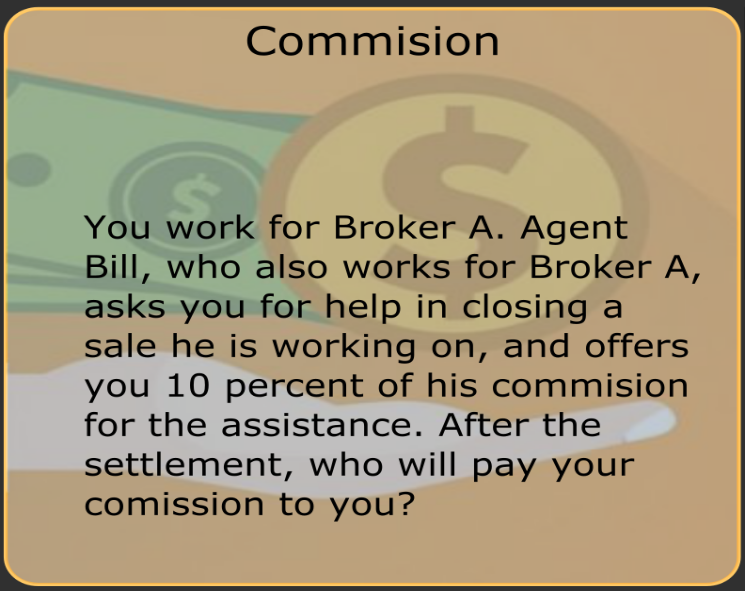 Commision
$
$
You work for Broker A. Agent
Bill, who also works for Broker A,
asks you for help in closing a
sale he is working on, and offers
you 10 percent of his commision
for the assistance. After the
settlement, who will pay your
comission to you?